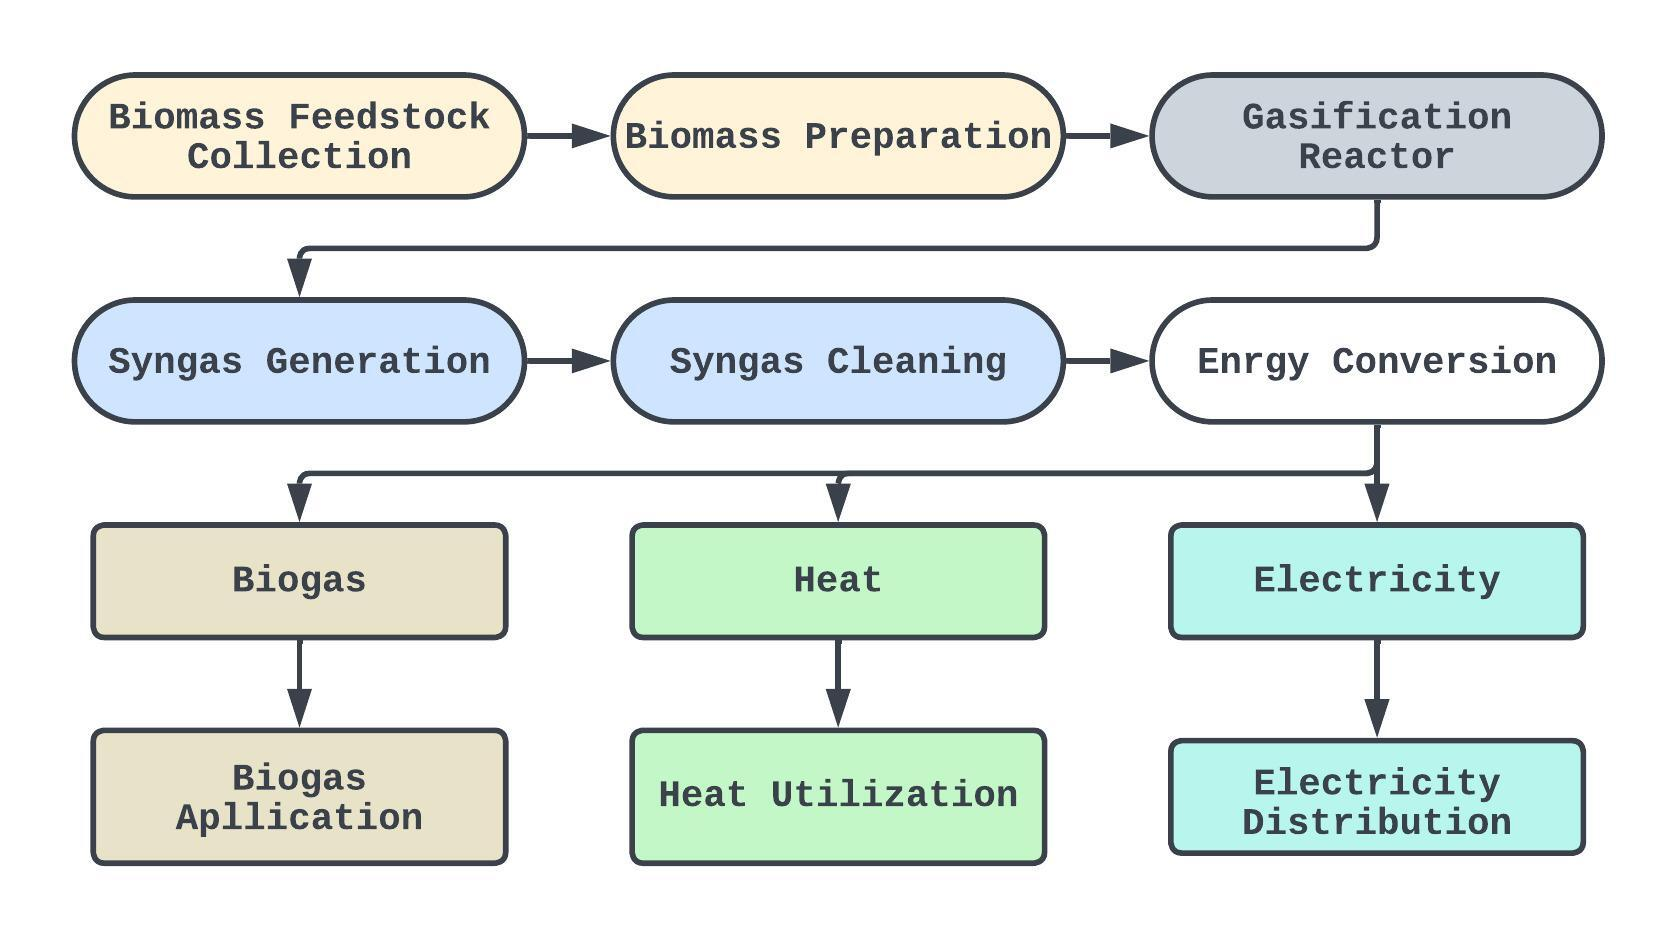 Biomass Feedstock
Collection
Biomass Preparation
Gasification
Reactor
Syngas Generation
Syngas Cleaning
Enrgy Conversion
Biogas
Heat
Electricity
Biogas
Apllication
Heat Utilization
Electricity
Distribution